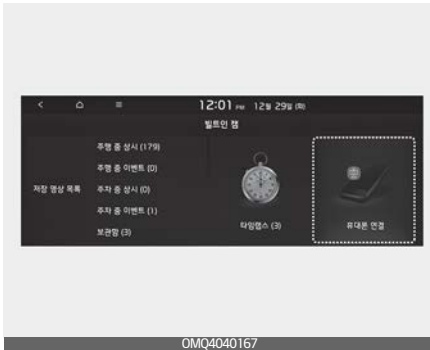 12:01 PM 12월 29일 (화)
빌트인 캠
저장 영상 목록
주행 중 상시 (179)
주행 중 이벤트 (0)
주차 중 상시 (0)
주차 중 이벤트 (1)
보관함 (3)
타임랩스 (3)
휴대폰 연결
OMQ4040167